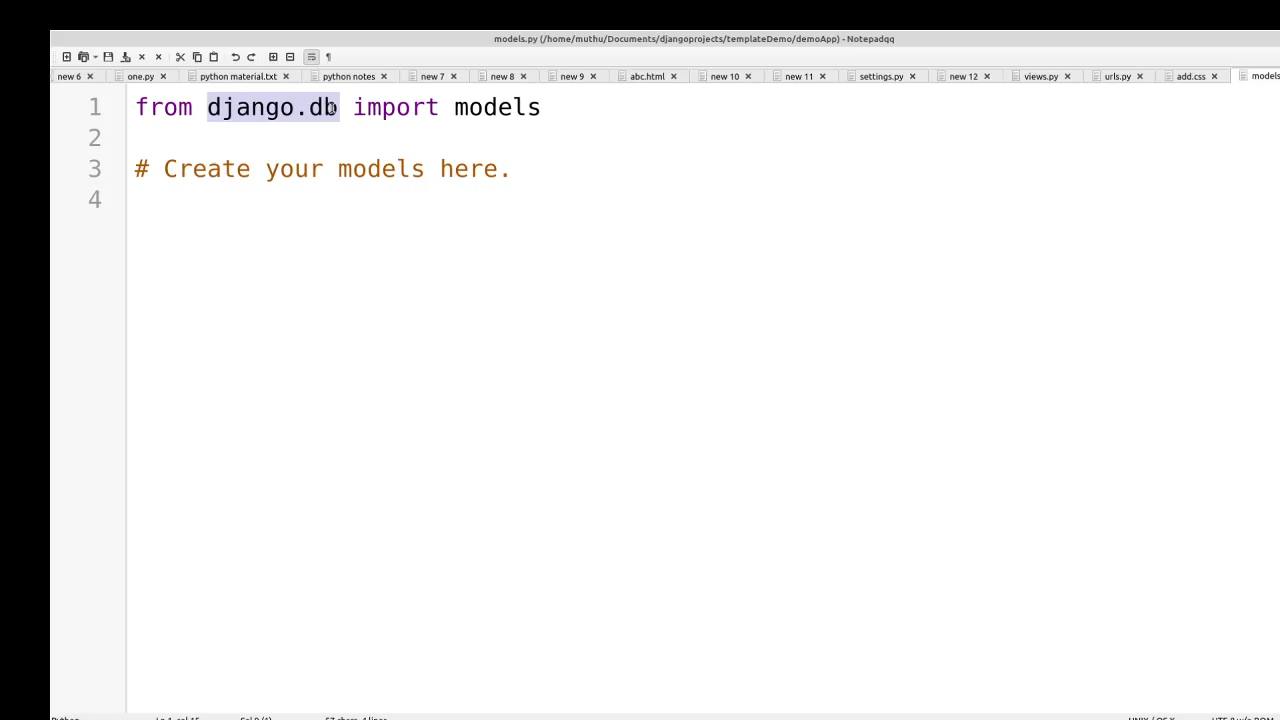 models.py (/home/muthu/Documents/djangoprojects/templateDemo/demoApp) - Notepadqq
new 6 one.py python material.txt python notes new 7 new 8 new 9 abc.html new 10 new 11 settings.py new 12 views.py urls.py add.css models
1 from django.db import models
2
3 # Create your models here.
4